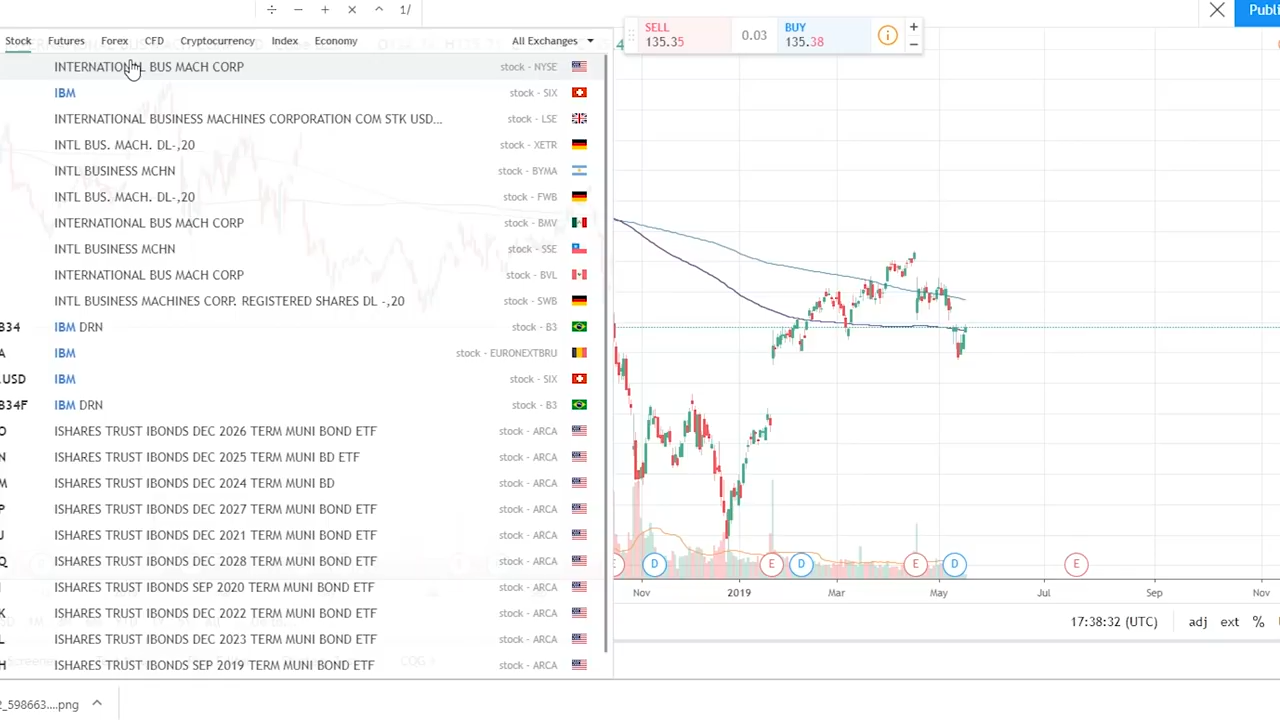 ÷ − + × ^ 1/
Publi
Stock Futures Forex CFD Cryptocurrency Index Economy All Exchanges
SELL
135.35
0.03
BUY
135.38
+
−
INTERNATIONAL BUS MACH CORP stock - NYSE
IBM stock - SIX
INTERNATIONAL BUSINESS MACHINES CORPORATION COM STK USD... stock - LSE
INTL BUS. MACH. DL-,20 stock - XETR
INTL BUSINESS MCHN stock - BYMA
INTL BUS. MACH. DL-,20 stock - FWB
INTERNATIONAL BUS MACH CORP stock - BMV
INTL BUSINESS MCHN stock - SSE
INTERNATIONAL BUS MACH CORP stock - BVL
INTL BUSINESS MACHINES CORP. REGISTERED SHARES DL -,20 stock - SWB
B34 IBM DRN stock - B3
A IBM stock - EURONEXTBRU
.USD IBM stock - SIX
B34F IBM DRN stock - B3
O ISHARES TRUST IBONDS DEC 2026 TERM MUNI BOND ETF stock - ARCA
N ISHARES TRUST IBONDS DEC 2025 TERM MUNI BD ETF stock - ARCA
M ISHARES TRUST IBONDS DEC 2024 TERM MUNI BD stock - ARCA
P ISHARES TRUST IBONDS DEC 2027 TERM MUNI BOND ETF stock - ARCA
J ISHARES TRUST IBONDS DEC 2021 TERM MUNI BOND ETF stock - ARCA
Q ISHARES TRUST IBONDS DEC 2028 TERM MUNI BOND ETF stock - ARCA
I ISHARES TRUST IBONDS SEP 2020 TERM MUNI BOND ETF stock - ARCA
K ISHARES TRUST IBONDS DEC 2022 TERM MUNI BOND ETF stock - ARCA
L ISHARES TRUST IBONDS DEC 2023 TERM MUNI BOND ETF stock - ARCA
H ISHARES TRUST IBONDS SEP 2019 TERM MUNI BOND ETF stock - ARCA
E D E D E D E
Nov 2019 Mar May Jul Sep Nov
17:38:32 (UTC) adj ext %
2_598663....png